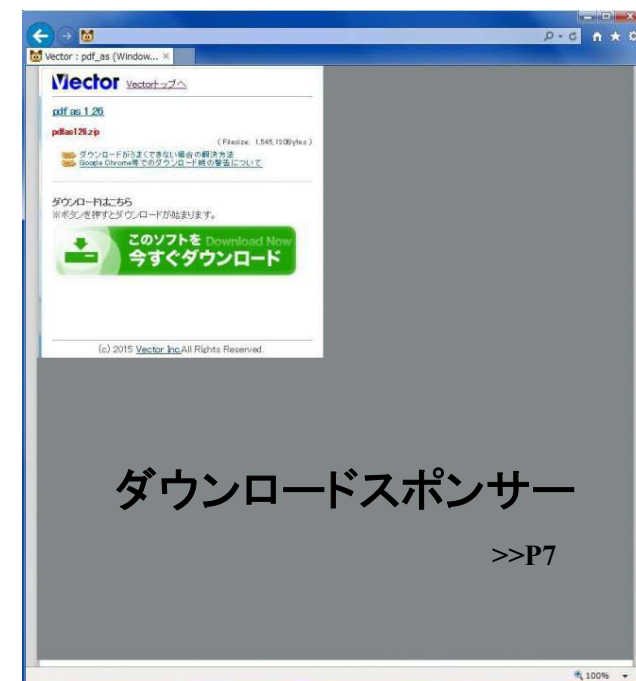 Vector : pdf_as (Window...
Vector Vectorトップへ
pdf as 1.26
pdfas126.zip
(Filesize: 1,545,120Bytes)
ダウンロードがうまくできない場合の解決方法
Google Chrome等でのダウンロード時の警告について
ダウンロードはこちら
※ボタンを押すとダウンロードが始まります。
このソフトを Download Now
今すぐダウンロード
(c) 2015 Vector Inc.All Rights Reserved.
ダウンロードスポンサー
>>P7
100%